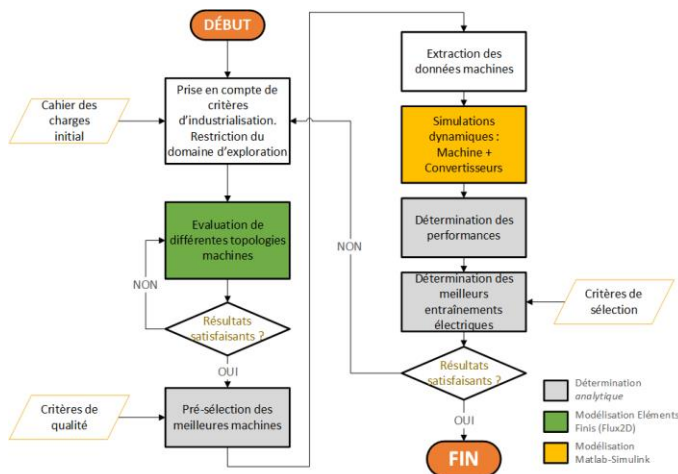 DÉBUT
Cahier des
charges
initial
Prise en compte de
critères
d'industrialisation.
Restriction du
domaine d'exploration
Evaluation de
différentes topologies
machines
NON
Résultats
satisfaisants ?
OUI
Critères de
qualité
Pré-sélection des
meilleures machines
Extraction des
données machines
Simulations
dynamiques :
Machine +
Convertisseurs
NON
Détermination des
performances
Détermination des
meilleurs
entraînements
électriques
Critères de
sélection
Résultats
satisfaisants ?
OUI
FIN
Détermination
analytique
Modélisation Eléments
Finis (Flux2D)
Modélisation
Matlab-Simulink